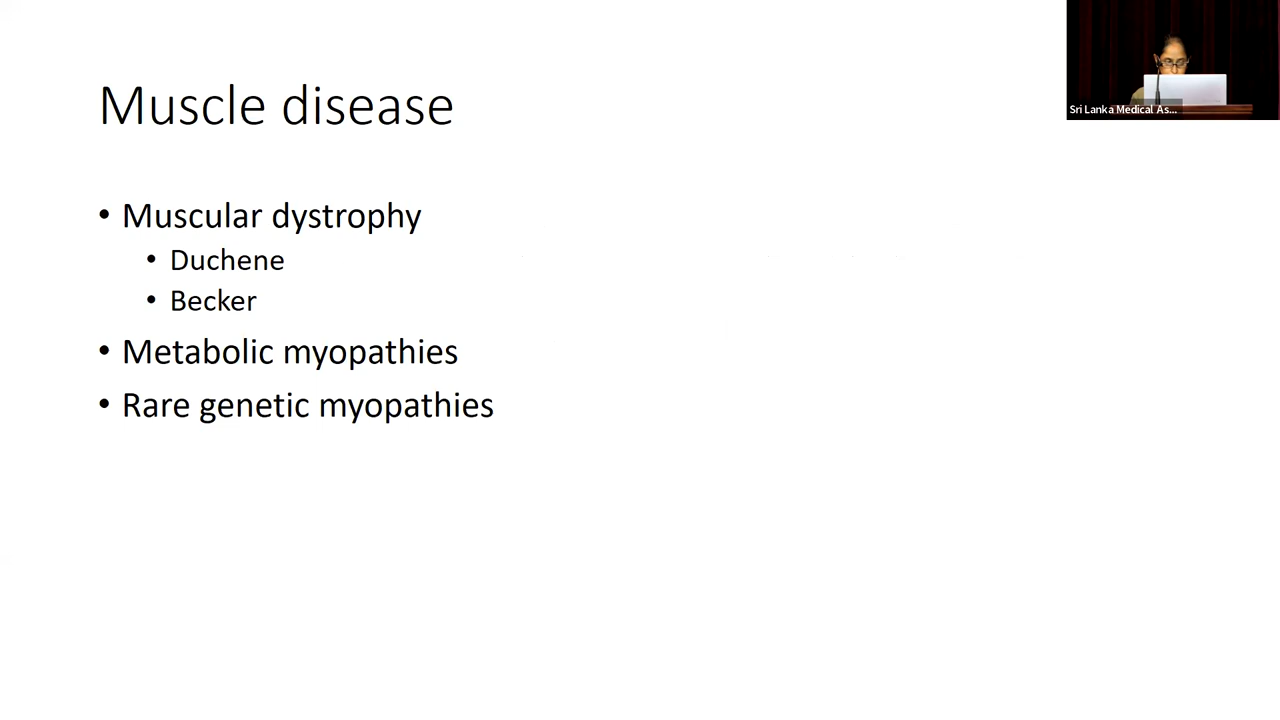 Muscle disease
Sri Lanka Medical As...
• Muscular dystrophy
• Duchene
• Becker
• Metabolic myopathies
• Rare genetic myopathies